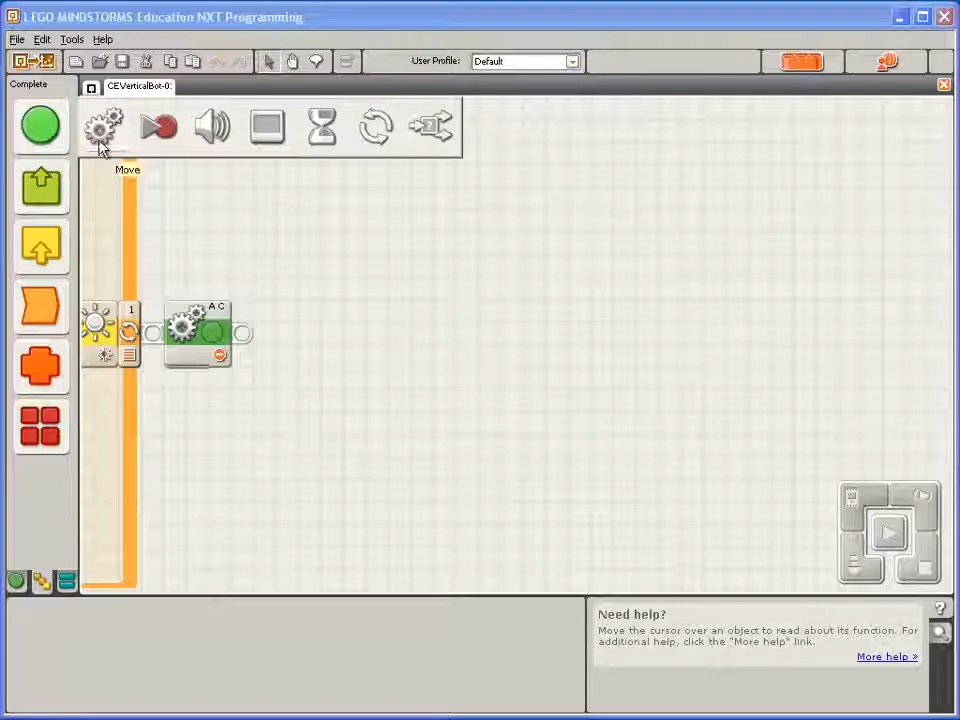 LEGO MINDSTORMS Education NXT Programming
File Edit Tools Help
User Profile: Default
Complete
CEVerticalBot-0:
Move
1
A C
Need help?
Move the cursor over an object to read about its function. For
additional help, click the "More help" link.
More help »
?